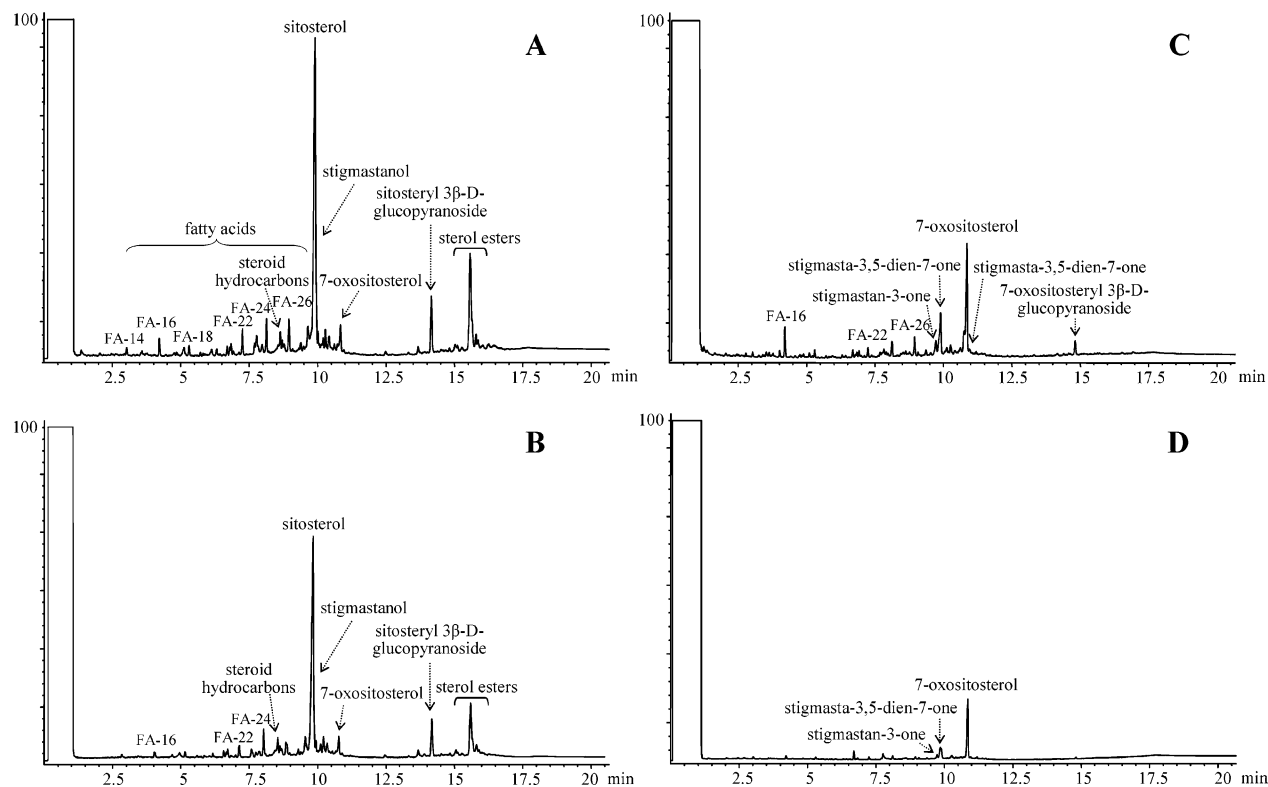 100
A
sitosterol
stigmastanol
sitosteryl 3β-D-
glucopyranoside
fatty acids
sterol esters
steroid
hydrocarbons
7-oxositosterol
FA-24
FA-26
FA-16
FA-22
FA-14
FA-18
2.5 5 7.5 10 12.5 15 17.5 20 min
100
C
7-oxositosterol
stigmasta-3,5-dien-7-one
stigmasta-3,5-dien-7-one
stigmastan-3-one
7-oxositosteryl 3β-D-
glucopyranoside
FA-16
FA-26
FA-22
2.5 5 7.5 10 12.5 15 17.5 20 min
100
B
sitosterol
stigmastanol
sitosteryl 3β-D-
glucopyranoside
steroid
hydrocarbons
7-oxositosterol
sterol esters
FA-24
FA-16
FA-22
2.5 5 7.5 10 12.5 15 17.5 20 min
100
D
7-oxositosterol
stigmasta-3,5-dien-7-one
stigmastan-3-one
2.5 5 7.5 10 12.5 15 17.5 20 min